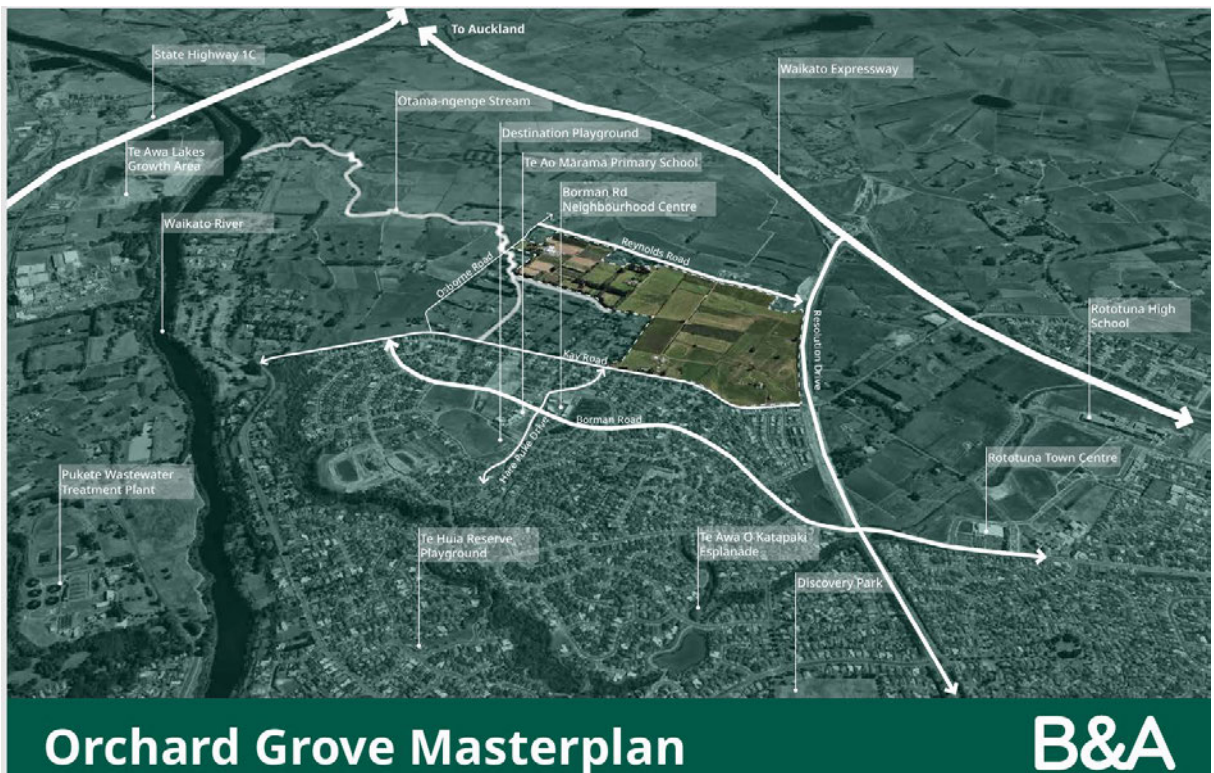 To Auckland
State Highway 1C
Waikato Expressway
Otama-ngenge Stream
Destination Playground
Te Awa Lakes
Growth Area
Te Ao Mārama Primary School
Borman Rd
Neighbourhood Centre
Waikato River
Reynolds Road
Osborne Road
Rototuna High
School
Resolution Drive
Kay Road
Borman Road
Hare Puke Drive
Rototuna Town Centre
Pukete Wastewater
Treatment Plant
Te Huia Reserve
Playground
Te Awa O Katapaki
Esplanade
Discovery Park
Orchard Grove Masterplan
B&A